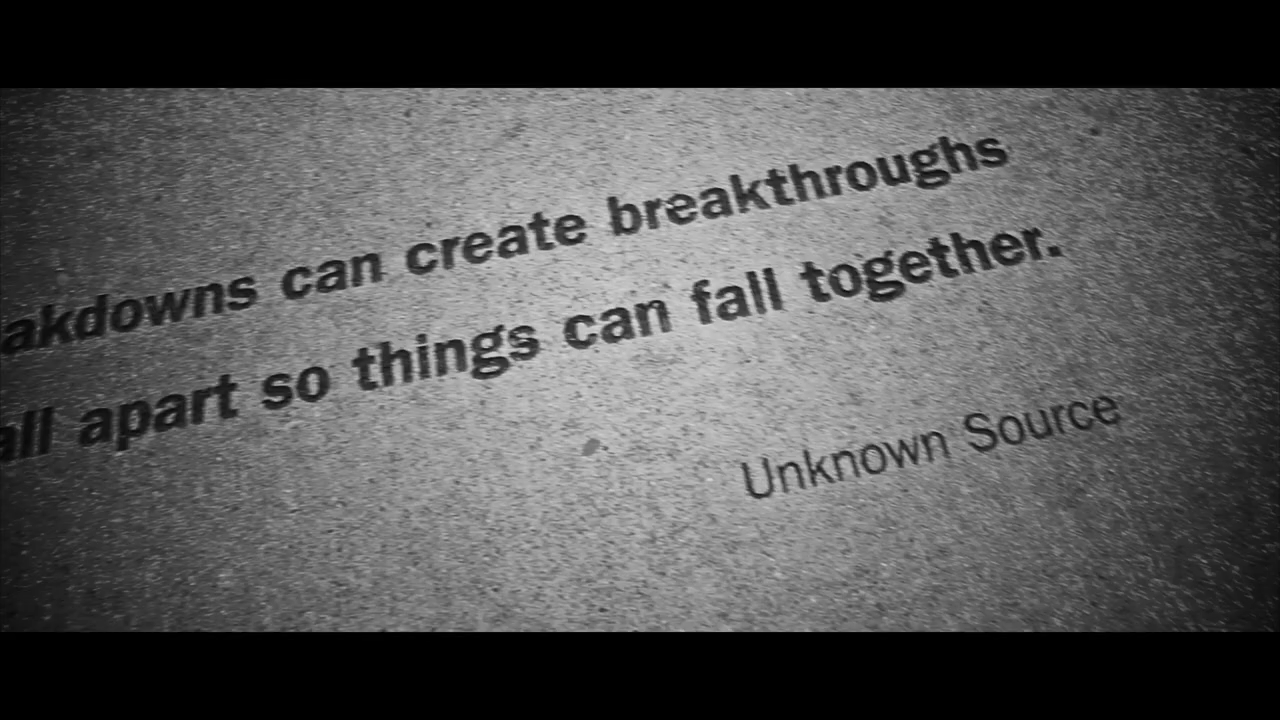 akdowns can create breakthroughs
all apart so things can fall together.
Unknown Source